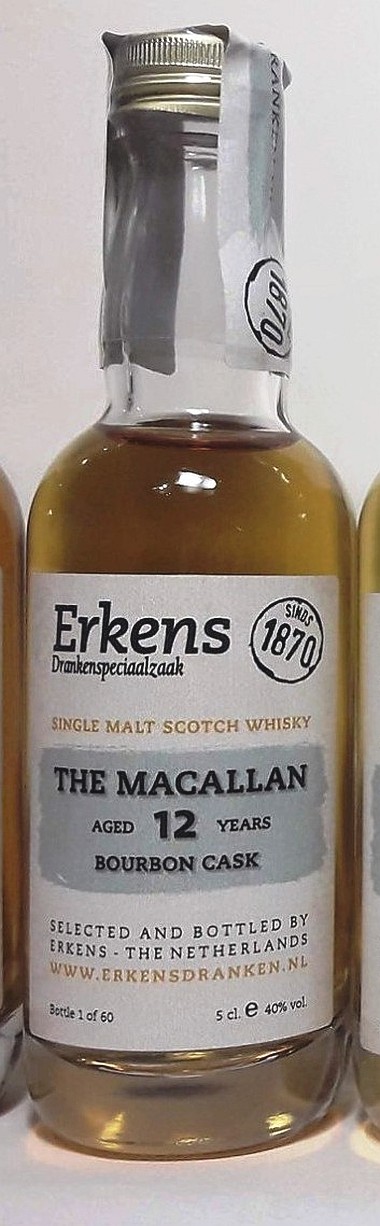 RANKE
1870
Erkens
Drankenspeciaalzaak
SINDS
1870
SINGLE MALT SCOTCH WHISKY
THE MACALLAN
AGED 12 YEARS
BOURBON CASK
SELECTED AND BOTTLED BY
ERKENS - THE NETHERLANDS
WWW.ERKENSDRANKEN.NL
Bottle 1 of 60
5 cl. e 40% vol.